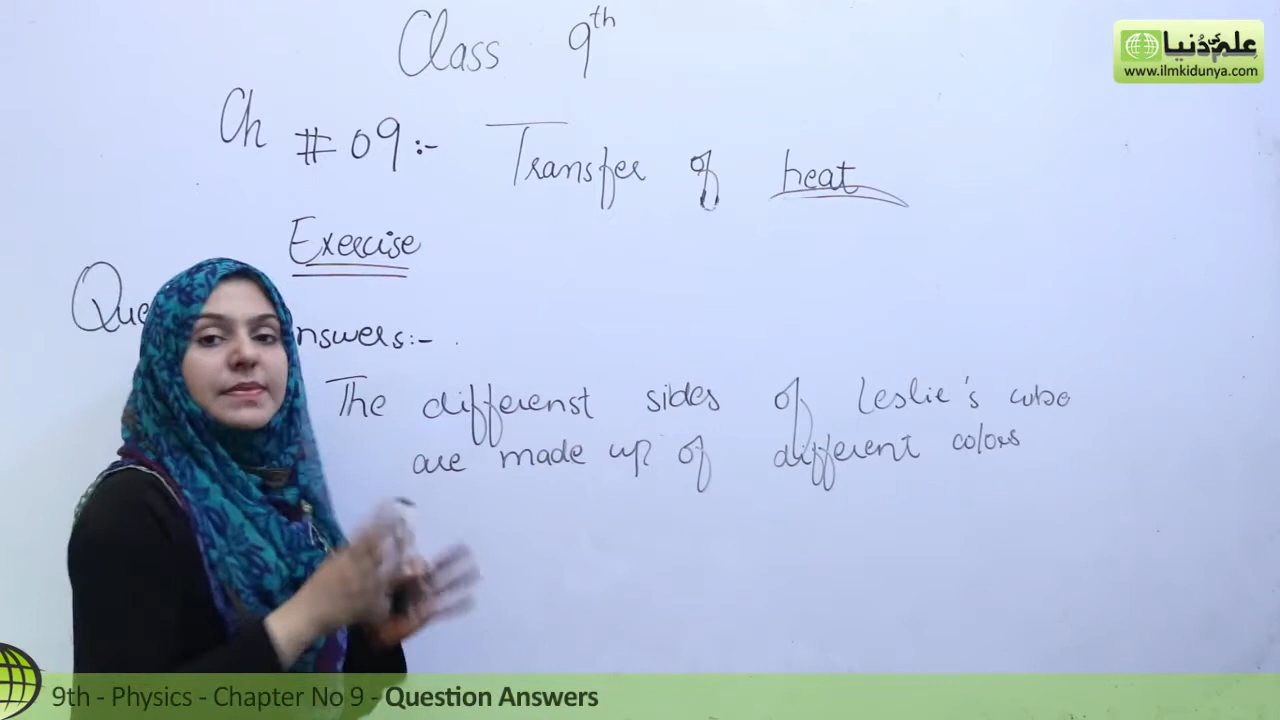 Class 9th
علم کی دُنیا
www.ilmkidunya.com
Ch # 09:- Transfer of heat
Exercise
Que nswers:-
The differenst sides of Leslie's cube
are made up of different colors
9th - Physics - Chapter No 9 - Question Answers